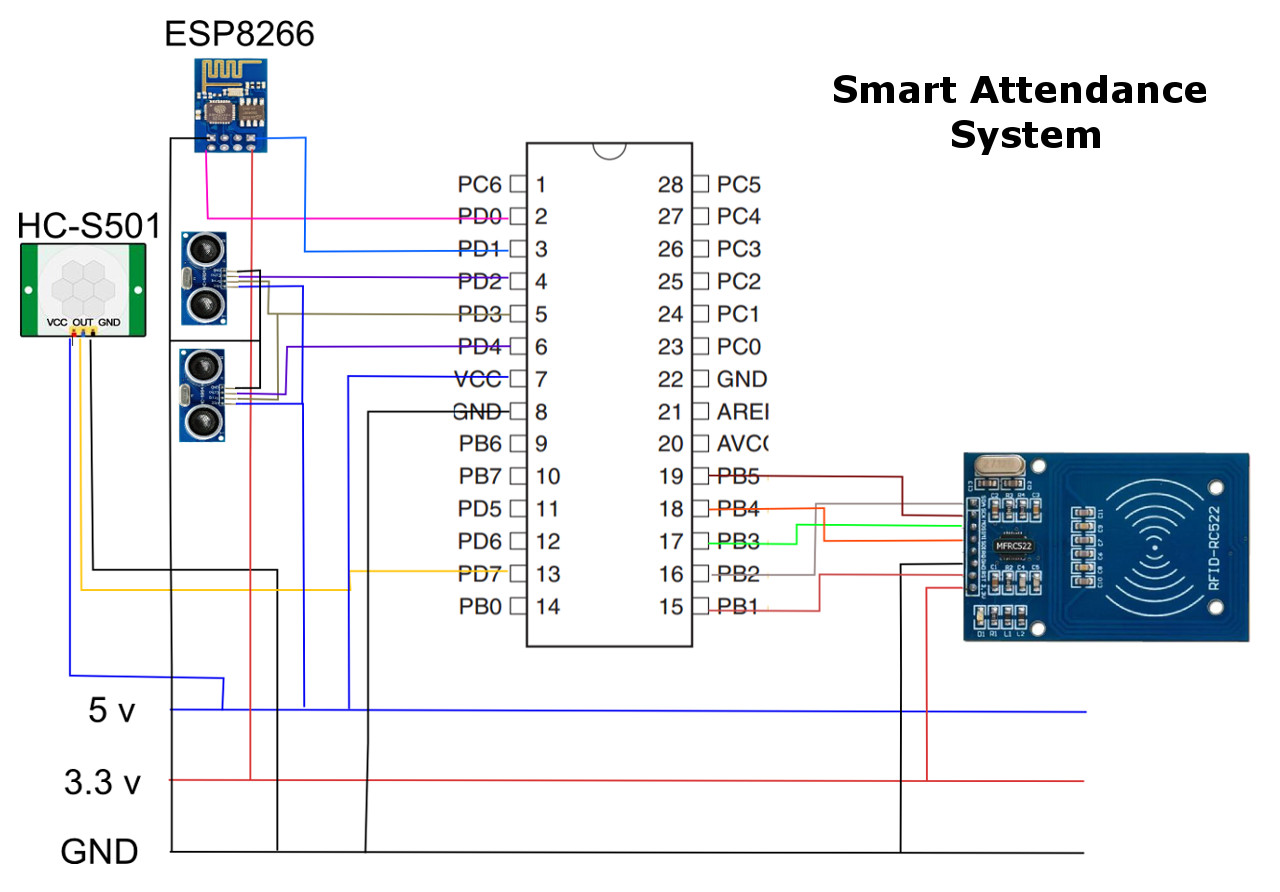 ESP8266
Smart Attendance
System
HC-S501
VCC OUT GND
PC6 1 28 PC5
PD0 2 27 PC4
PD1 3 26 PC3
PD2 4 25 PC2
PD3 5 24 PC1
PD4 6 23 PC0
VCC 7 22 GND
GND 8 21 AREI
PB6 9 20 AVC(
PB7 10 19 PB5
PD5 11 18 PB4
PD6 12 17 PB3
PD7 13 16 PB2
PB0 14 15 PB1
MFRC522
RFID-RC522
5 v
3.3 v
GND